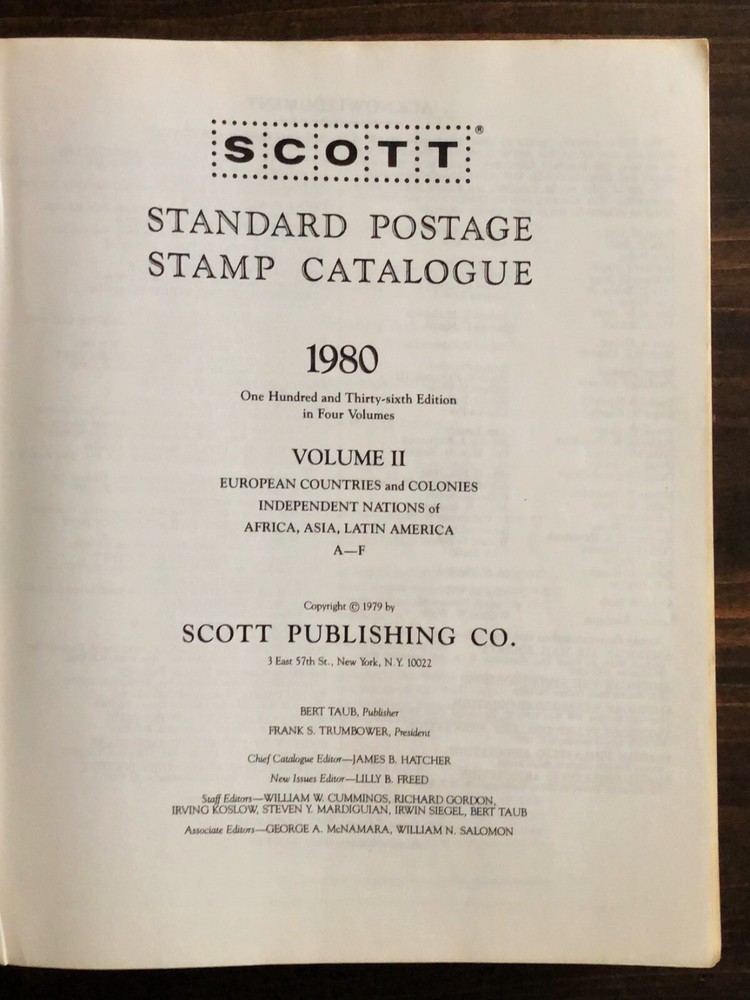 SCOTT®
STANDARD POSTAGE
STAMP CATALOGUE
1980
One Hundred and Thirty-sixth Edition
in Four Volumes
VOLUME II
EUROPEAN COUNTRIES and COLONIES
INDEPENDENT NATIONS of
AFRICA, ASIA, LATIN AMERICA
A—F
Copyright © 1979 by
SCOTT PUBLISHING CO.
3 East 57th St., New York, N.Y. 10022
BERT TAUB, Publisher
FRANK S. TRUMBOWER, President
Chief Catalogue Editor—JAMES B. HATCHER
New Issues Editor—LILLY B. FREED
Staff Editors—WILLIAM W. CUMMINGS, RICHARD GORDON,
IRVING KOSLOW, STEVEN Y. MARDIGUIAN, IRWIN SIEGEL, BERT TAUB
Associate Editors—GEORGE A. McNAMARA, WILLIAM N. SALOMON